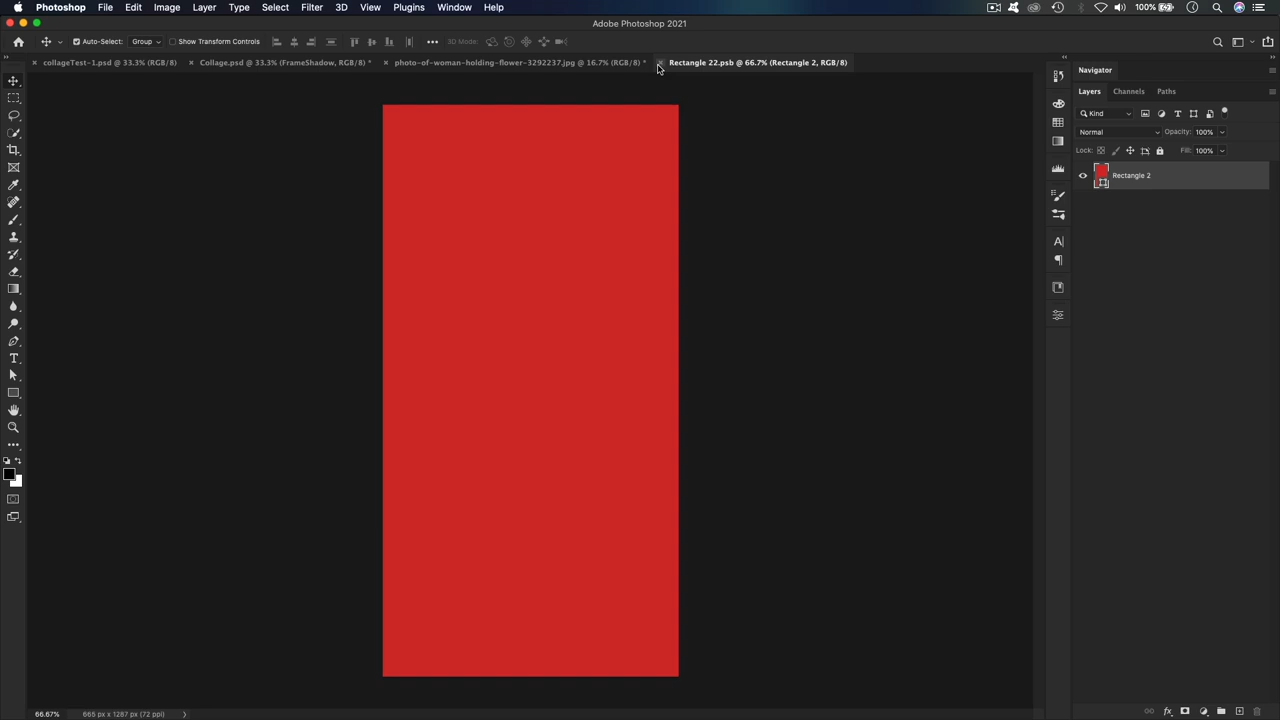 Photoshop File Edit Image Layer Type Select Filter 3D View Plugins Window Help 100%
Adobe Photoshop 2021
Auto-Select: Group Show Transform Controls 3D Mode:
collageTest-1.psd @ 33.3% (RGB/8) Collage.psd @ 33.3% (FrameShadow, RGB/8) * photo-of-woman-holding-flower-3292237.jpg @ 16.7% (RGB/8) * Rectangle 22.psb @ 66.7% (Rectangle 2, RGB/8)
Navigator
Layers Channels Paths
Kind
Normal Opacity: 100%
Lock: Fill: 100%
Rectangle 2
66.67% 665 px x 1287 px (72 ppi)